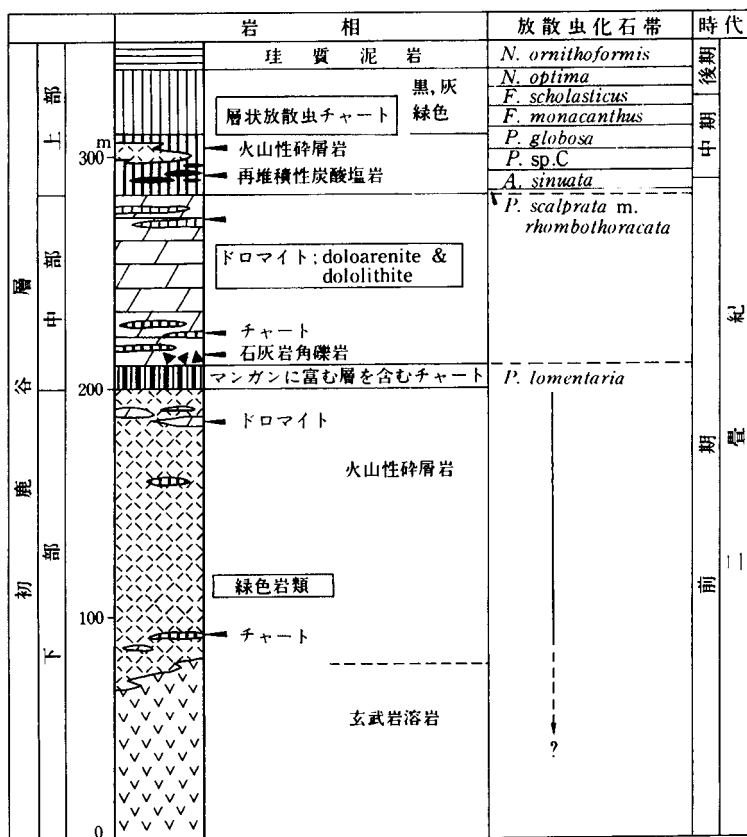 岩相
放散虫化石帯
時代
珪質泥岩
N. ornithoformis
後期
N. optima
黒,灰
緑色
F. scholasticus
層状放散虫チャート
F. monacanthus
中期
上部
m
P. globosa
火山性砕屑岩
300
P. sp.C
再堆積性炭酸塩岩
A. sinuata
P. scalprata m.
rhombothoracata
ドロマイト; doloarenite &
dololithite
中部
チャート
石灰岩角礫岩
マンガンに富む層を含むチャート
P. lomentaria
200
ドロマイト
火山性砕屑岩
初鹿谷層
前期
二畳紀
緑色岩類
100
チャート
下部
玄武岩溶岩
?
0